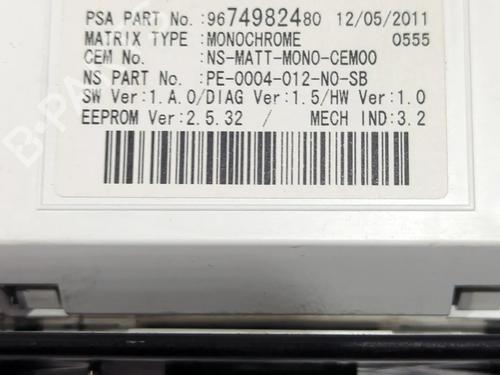 PSA PART No.:9674982480 12/05/2011
MATRIX TYPE :MONOCHROME 0555
CEM No. :NS-MATT-MONO-CEM00
NS PART No. :PE-0004-012-NO-SB
SW Ver:1.A.0/DIAG Ver:1.5/HW Ver:1.0
EEPROM Ver:2.5.32 / MECH IND:3.2
B-PARTS